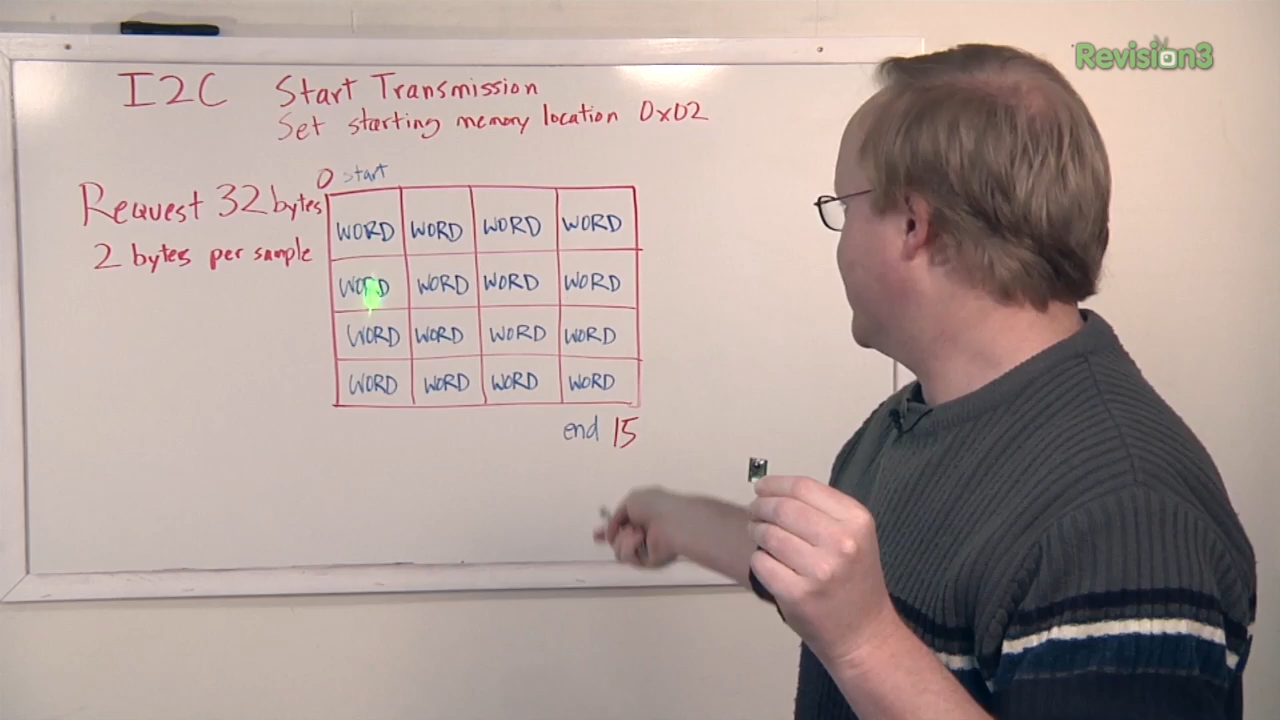 Revision3
I2C Start Transmission
Set starting memory location 0x02
0 start
Request 32 bytes
2 bytes per sample
WORD WORD WORD WORD
WORD WORD WORD WORD
WORD WORD WORD WORD
WORD WORD WORD WORD
end 15